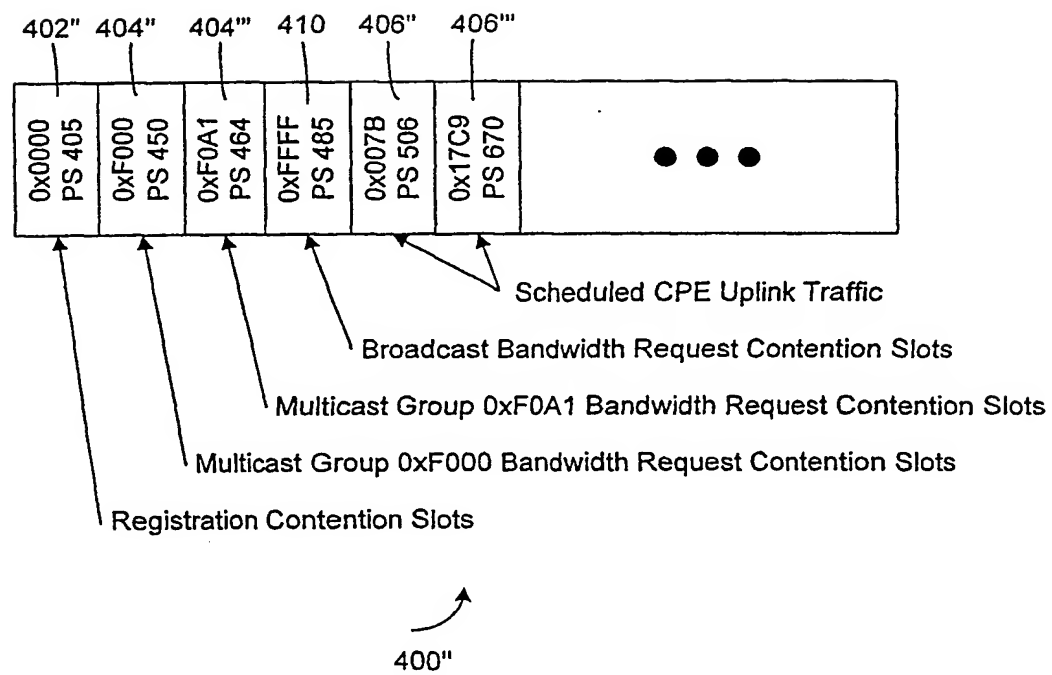 402" 404" 404"' 410 406" 406"'
0x0000
PS 405
0xF000
PS 450
0xF0A1
PS 464
0xFFFF
PS 485
0x007B
PS 506
0x17C9
PS 670
Scheduled CPE Uplink Traffic
Broadcast Bandwidth Request Contention Slots
Multicast Group 0xF0A1 Bandwidth Request Contention Slots
Multicast Group 0xF000 Bandwidth Request Contention Slots
Registration Contention Slots
400"